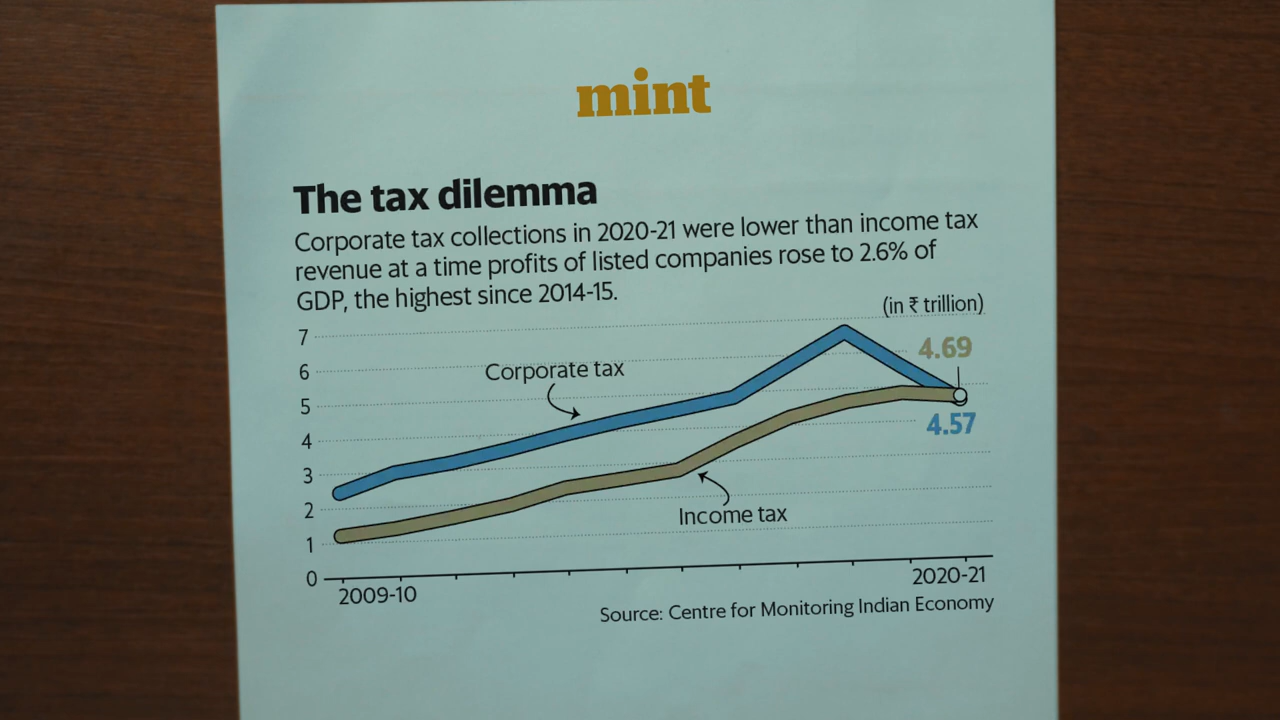 mint
The tax dilemma
Corporate tax collections in 2020-21 were lower than income tax
revenue at a time profits of listed companies rose to 2.6% of
GDP, the highest since 2014-15.
(in ₹ trillion)
7
6
5
4
3
2
1
0
Corporate tax
4.69
4.57
Income tax
2009-10
2020-21
Source: Centre for Monitoring Indian Economy